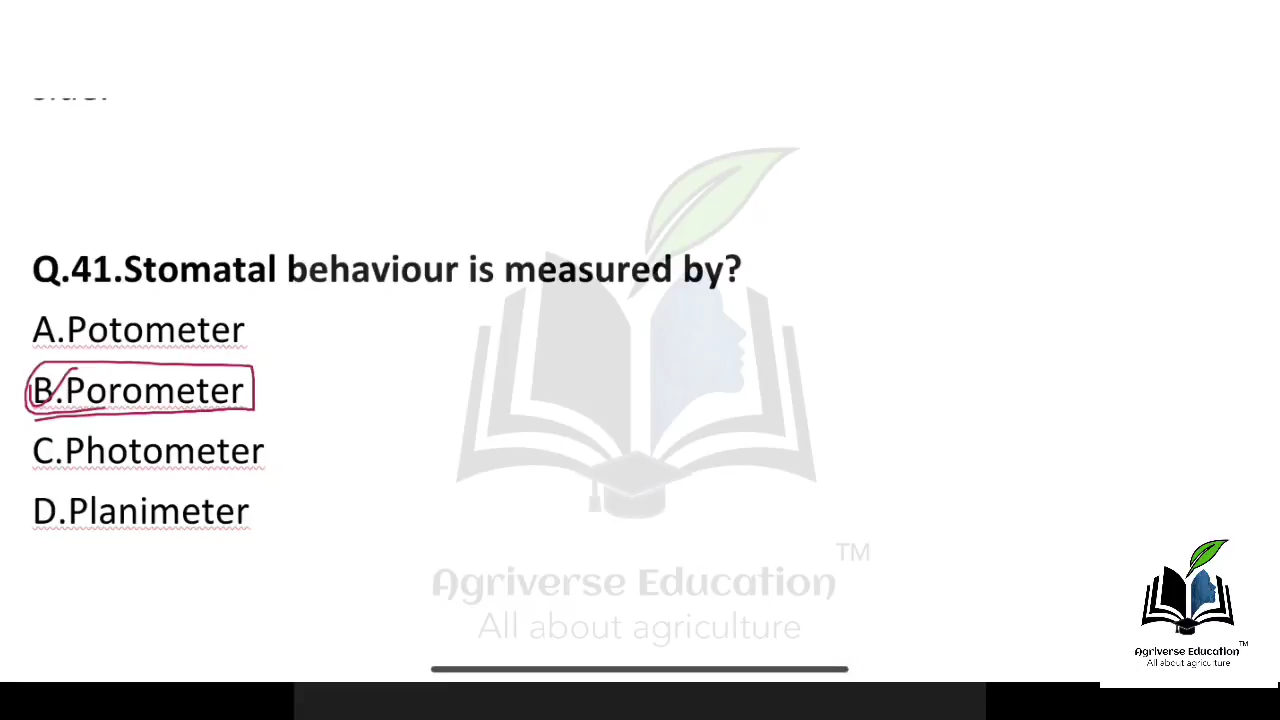 Q.41.Stomatal behaviour is measured by?
A.Potometer
B.Porometer
C.Photometer
D.Planimeter
TM
Agriverse Education
All about agriculture
TM
Agriverse Education
All about agriculture